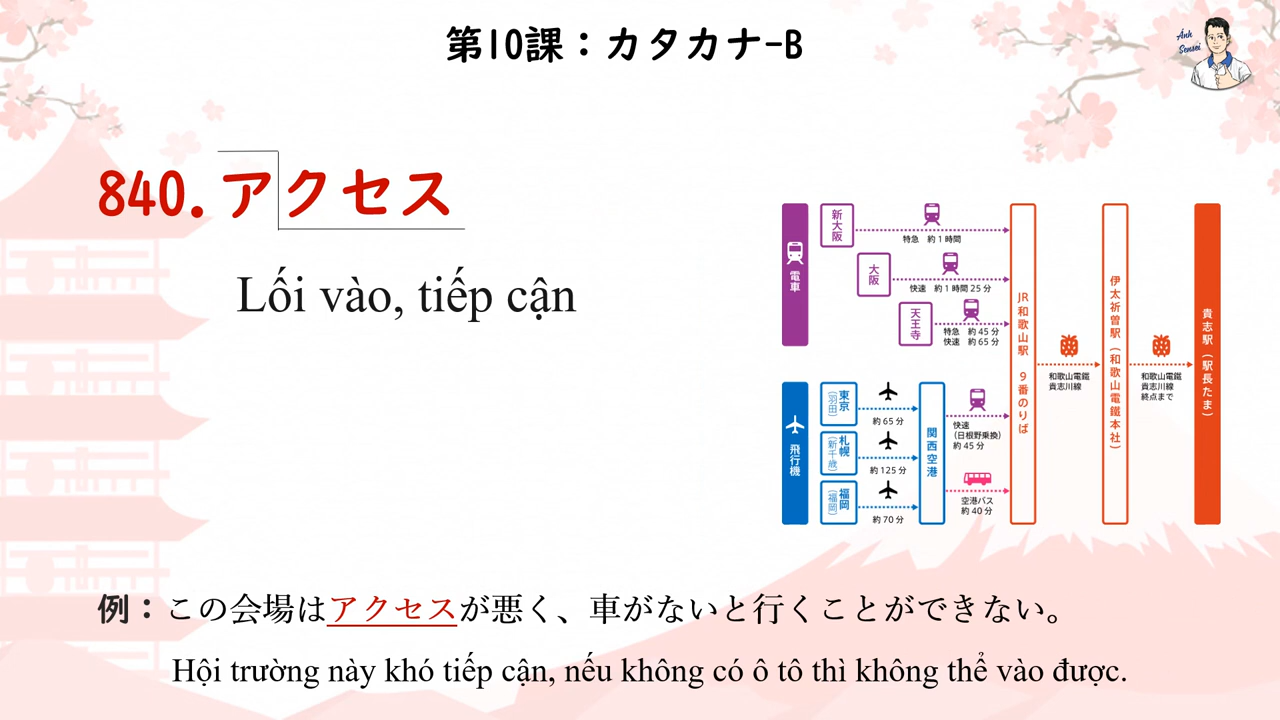 第10課：カタカナ-B
Anh
Sensei
840. アクセス
Lối vào, tiếp cận
電車
新大阪
特急 約1時間
大阪
快速 約1時間25分
天王寺
特急 約45分
快速 約65分
飛行機
東京
（羽田）
約65分
札幌
（新千歳）
約125分
福岡
（福岡）
約70分
関西空港
快速
（日根野乗換）
約45分
空港バス
約40分
JR和歌山駅 9番のりば
和歌山電鐵
貴志川線
伊太祈曽駅（和歌山電鐵本社）
和歌山電鐵
貴志川線
終点まで
貴志駅（駅長たま）
例：この会場はアクセスが悪く、車がないと行くことができない。
Hội trường này khó tiếp cận, nếu không có ô tô thì không thể vào được.